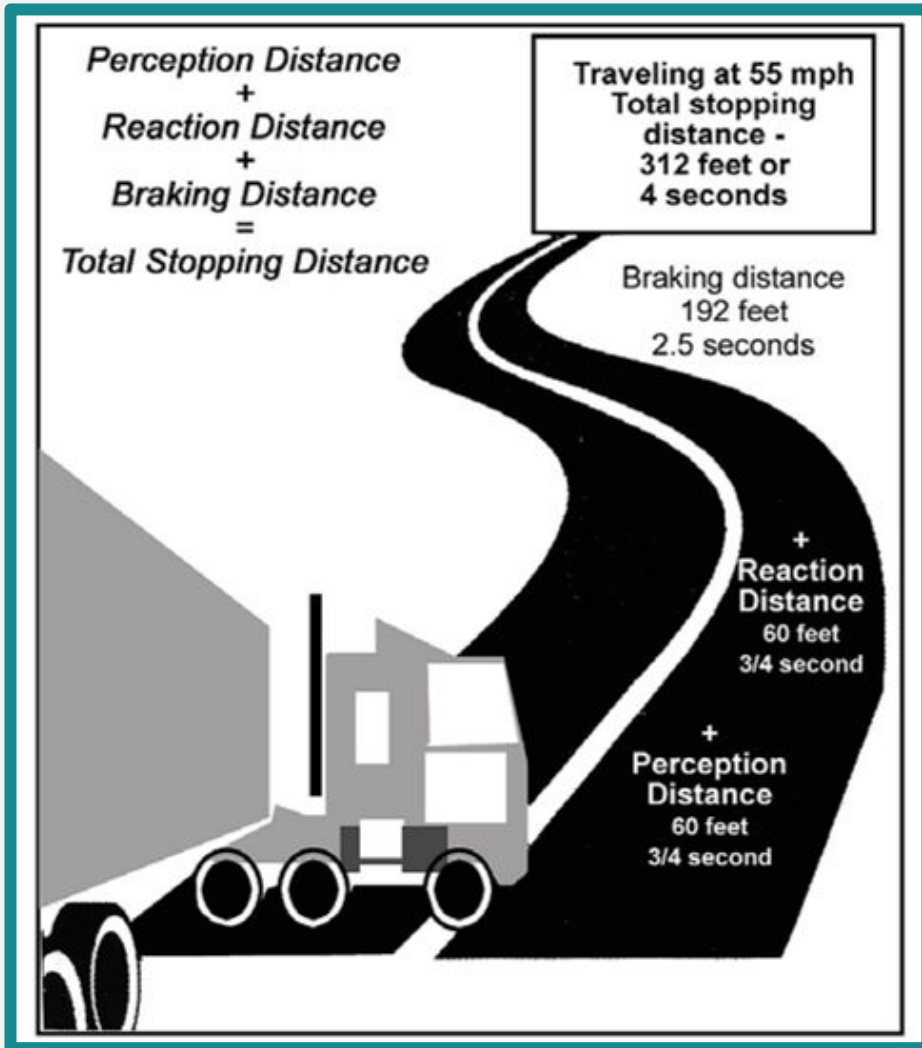 Perception Distance
+
Reaction Distance
+
Braking Distance
=
Total Stopping Distance
Traveling at 55 mph
Total stopping
distance -
312 feet or
4 seconds
Braking distance
192 feet
2.5 seconds
+
Reaction
Distance
60 feet
3/4 second
+
Perception
Distance
60 feet
3/4 second